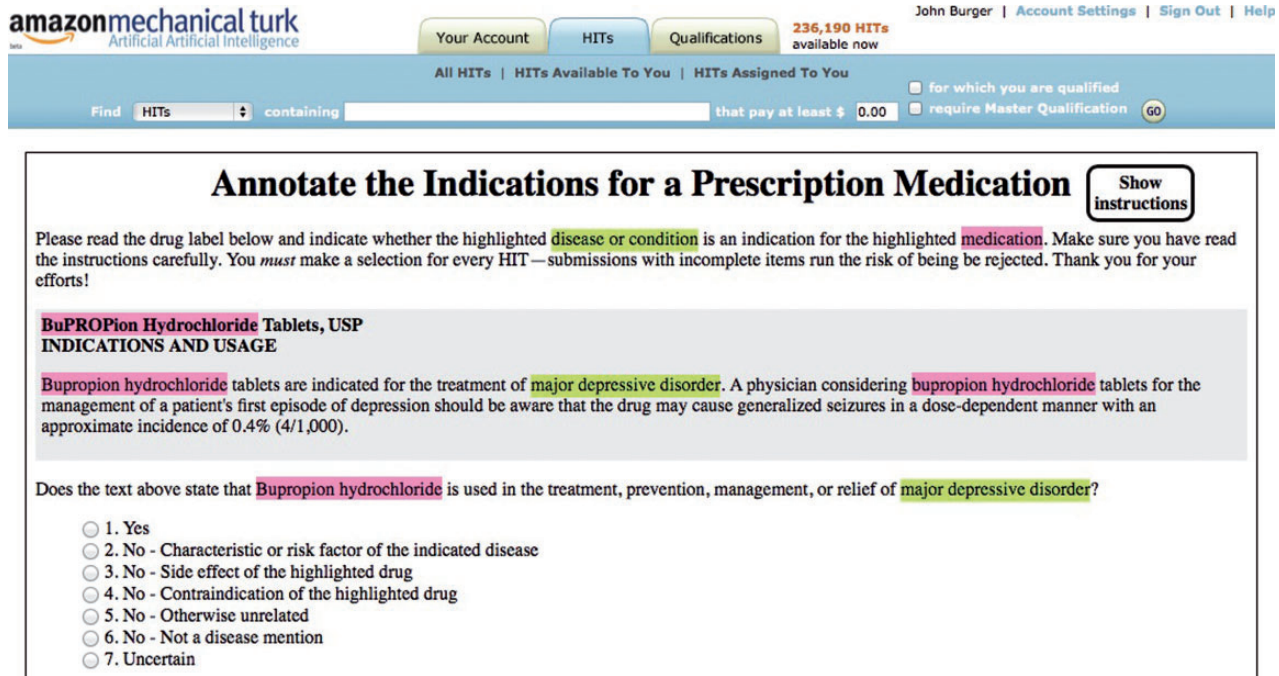 John Burger | Account Settings | Sign Out | Help
amazonmechanical turk
beta
Artificial Artificial Intelligence
Your Account
HITs
Qualifications
236,190 HITs
available now
All HITs | HITs Available To You | HITs Assigned To You
for which you are qualified
Find HITs containing that pay at least $ 0.00 require Master Qualification GO
Annotate the Indications for a Prescription Medication
Show
instructions
Please read the drug label below and indicate whether the highlighted disease or condition is an indication for the highlighted medication. Make sure you have read
the instructions carefully. You must make a selection for every HIT—submissions with incomplete items run the risk of being be rejected. Thank you for your
efforts!
BuPROPion Hydrochloride Tablets, USP
INDICATIONS AND USAGE
Bupropion hydrochloride tablets are indicated for the treatment of major depressive disorder. A physician considering bupropion hydrochloride tablets for the
management of a patient's first episode of depression should be aware that the drug may cause generalized seizures in a dose-dependent manner with an
approximate incidence of 0.4% (4/1,000).
Does the text above state that Bupropion hydrochloride is used in the treatment, prevention, management, or relief of major depressive disorder?
1. Yes
2. No - Characteristic or risk factor of the indicated disease
3. No - Side effect of the highlighted drug
4. No - Contraindication of the highlighted drug
5. No - Otherwise unrelated
6. No - Not a disease mention
7. Uncertain